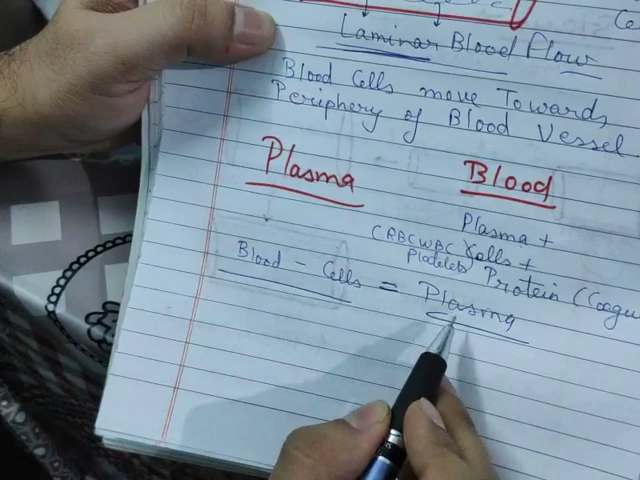 Laminar Blood Flow
Blood Cells move Towards
Periphery of Blood Vessel
Plasma
Blood
Plasma +
(RBC WBC Cells +
Platelets Protein (Coagu
Blood - Cells = Plasma